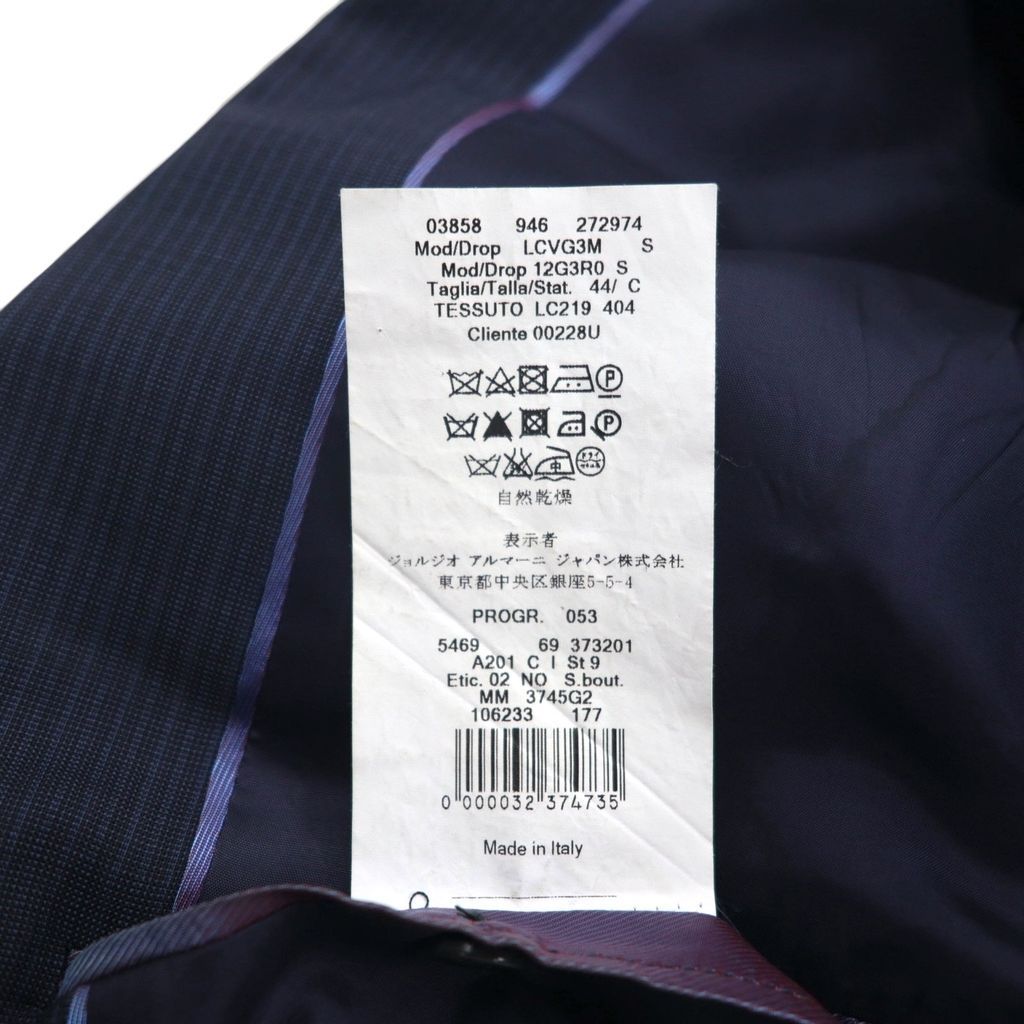 03858 946 272974
Mod/Drop LCVG3M S
Mod/Drop 12G3R0 S
Taglia/Talla/Stat. 44/ C
TESSUTO LC219 404
Cliente 00228U
P
P
ドライ
自然乾燥
表示者
ジョルジオ アルマーニ ジャパン株式会社
東京都中央区銀座5-5-4
PROGR. 053
5469 69 373201
A201 C I St 9
Etic. 02 NO S.bout.
MM 3745G2
106233 177
0 000032 374735
Made in Italy